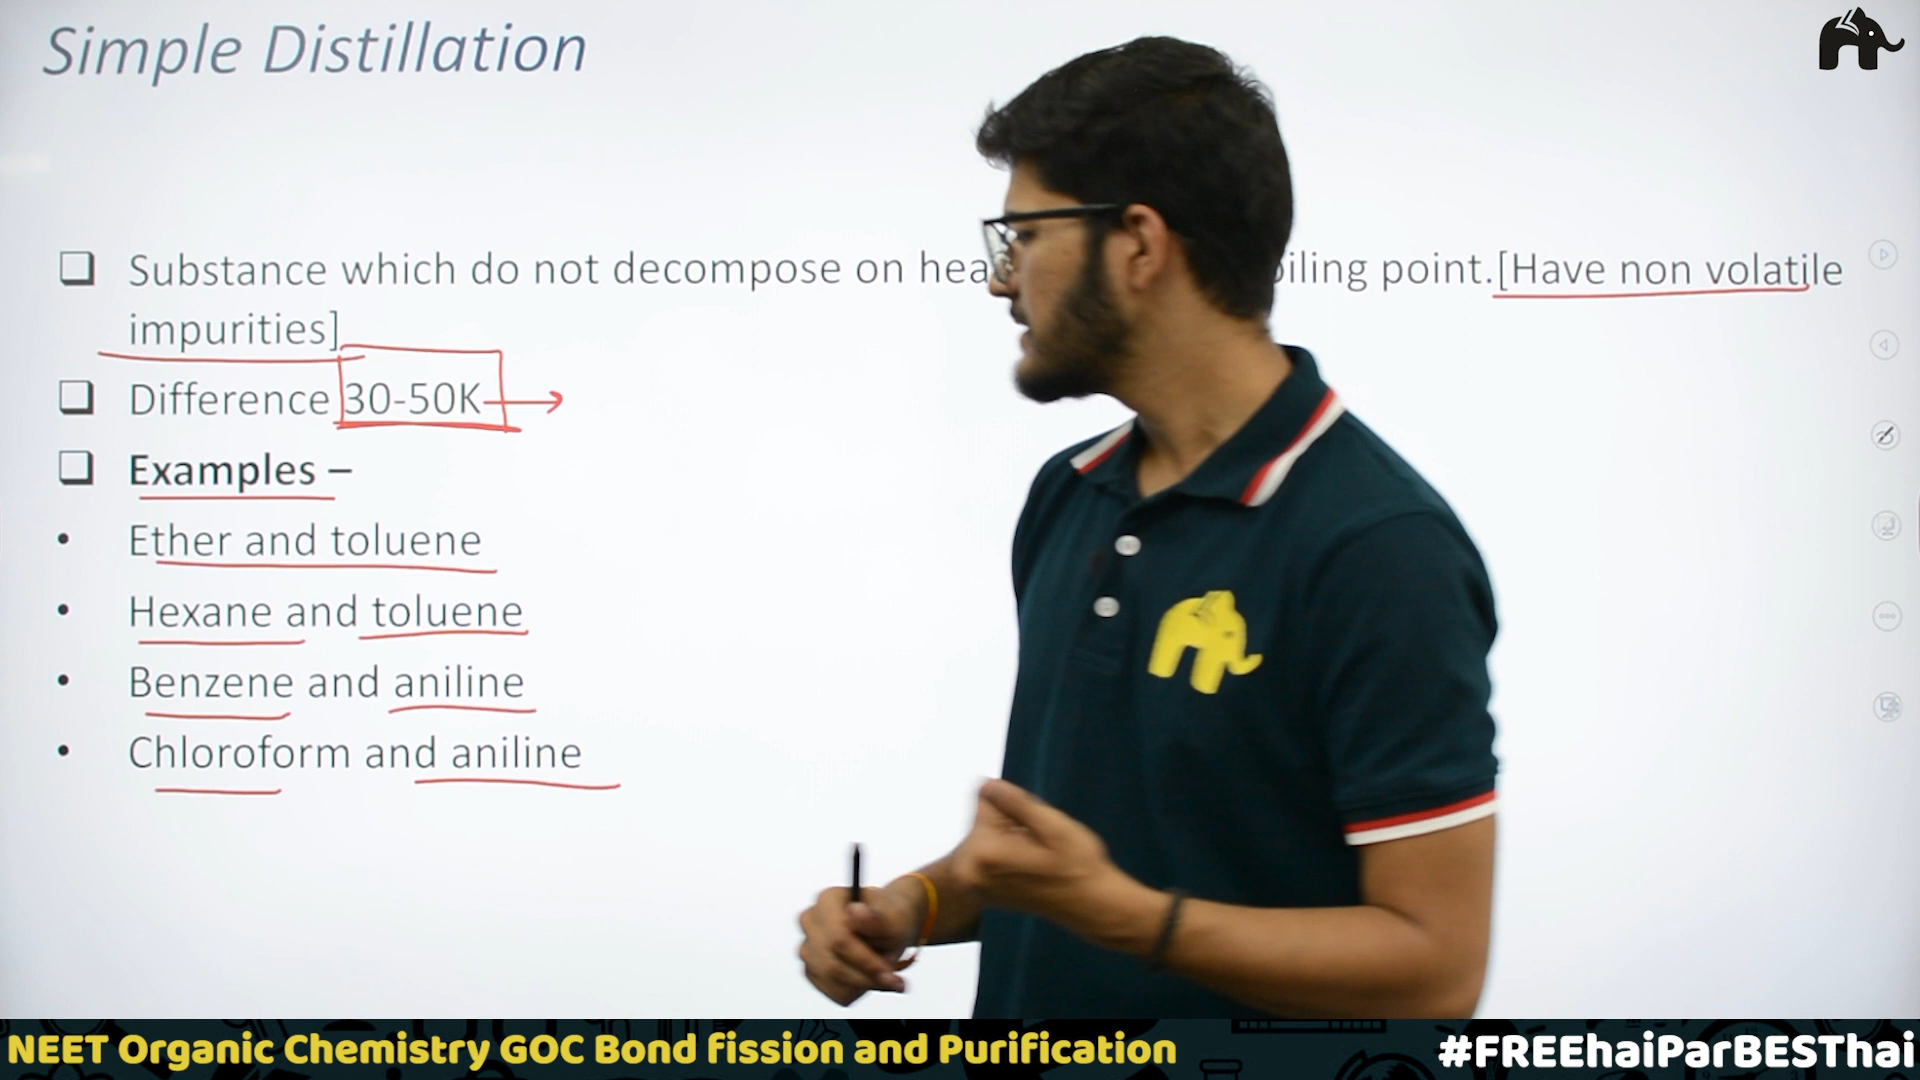 Simple Distillation
Substance which do not decompose on hea iling point.[Have non volatile
impurities]
Difference 30-50K
Examples –
• Ether and toluene
• Hexane and toluene
• Benzene and aniline
• Chloroform and aniline
NEET Organic Chemistry GOC Bond fission and Purification
#FREEhaiParBESThai